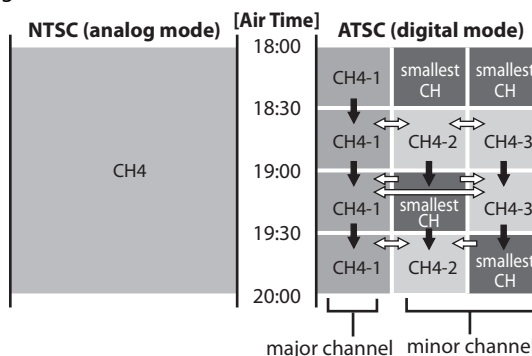 NTSC (analog mode) [Air Time] ATSC (digital mode)
18:00
CH4-1 smallest CH smallest CH
18:30
CH4-1 CH4-2 CH4-3
CH4
19:00
CH4-1 smallest CH CH4-3
19:30
CH4-1 CH4-2 smallest CH
20:00
major channel minor channe